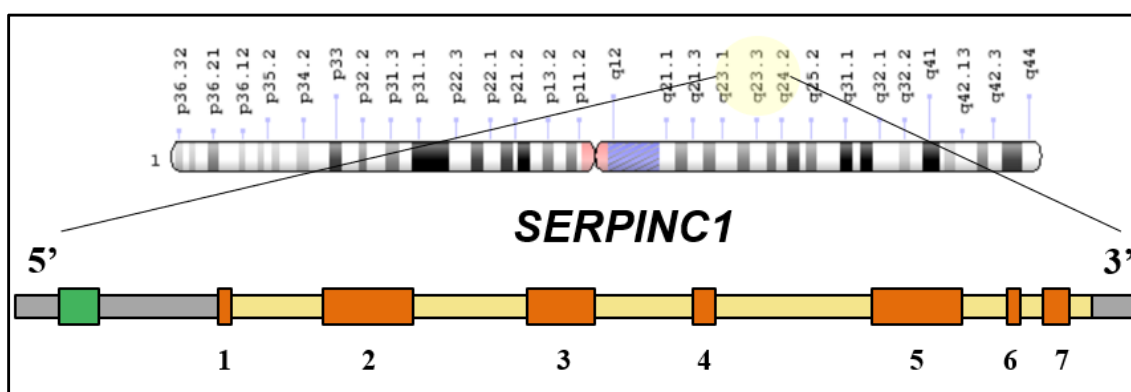 p36.32 p36.21 p36.12 p35.2 p34.2 p33 p32.2 p31.3 p31.1 p22.3 p22.1 p21.2 p13.2 p11.2 q12 q21.1 q21.3 q23.1 q23.3 q24.2 q25.2 q31.1 q32.1 q32.2 q41 q42.13 q42.3 q44
1
SERPINC1
5’ 3’
1 2 3 4 5 6 7